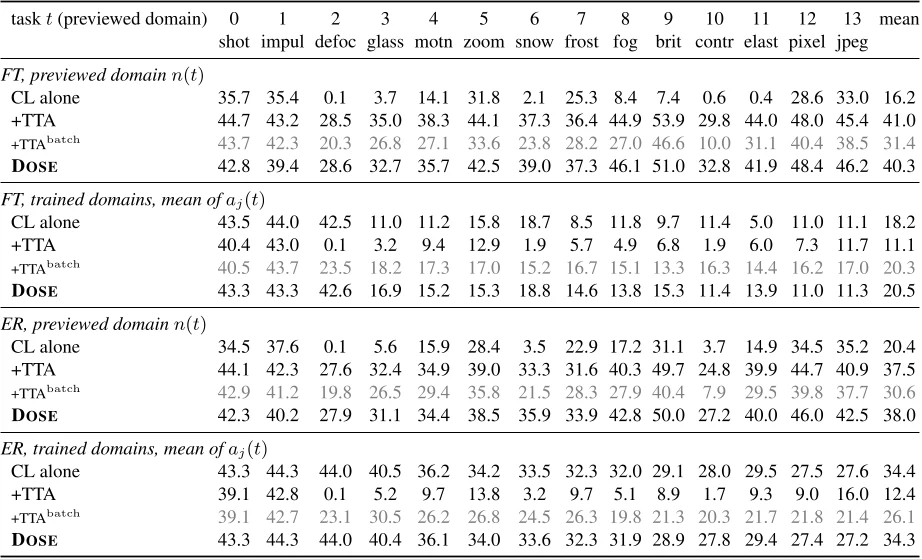 task t (previewed domain) 0 1 2 3 4 5 6 7 8 9 10 11 12 13 mean
shot impul defoc glass motn zoom snow frost fog brit contr elast pixel jpeg
FT, previewed domain n(t)
CL alone 35.7 35.4 0.1 3.7 14.1 31.8 2.1 25.3 8.4 7.4 0.6 0.4 28.6 33.0 16.2
+TTA 44.7 43.2 28.5 35.0 38.3 44.1 37.3 36.4 44.9 53.9 29.8 44.0 48.0 45.4 41.0
+TTA^batch 43.7 42.3 20.3 26.8 27.1 33.6 23.8 28.2 27.0 46.6 10.0 31.1 40.4 38.5 31.4
DOSE 42.8 39.4 28.6 32.7 35.7 42.5 39.0 37.3 46.1 51.0 32.8 41.9 48.4 46.2 40.3
FT, trained domains, mean of a_j(t)
CL alone 43.5 44.0 42.5 11.0 11.2 15.8 18.7 8.5 11.8 9.7 11.4 5.0 11.0 11.1 18.2
+TTA 40.4 43.0 0.1 3.2 9.4 12.9 1.9 5.7 4.9 6.8 1.9 6.0 7.3 11.7 11.1
+TTA^batch 40.5 43.7 23.5 18.2 17.3 17.0 15.2 16.7 15.1 13.3 16.3 14.4 16.2 17.0 20.3
DOSE 43.3 43.3 42.6 16.9 15.2 15.3 18.8 14.6 13.8 15.3 11.4 13.9 11.0 11.3 20.5
ER, previewed domain n(t)
CL alone 34.5 37.6 0.1 5.6 15.9 28.4 3.5 22.9 17.2 31.1 3.7 14.9 34.5 35.2 20.4
+TTA 44.1 42.3 27.6 32.4 34.9 39.0 33.3 31.6 40.3 49.7 24.8 39.9 44.7 40.9 37.5
+TTA^batch 42.9 41.2 19.8 26.5 29.4 35.8 21.5 28.3 27.9 40.4 7.9 29.5 39.8 37.7 30.6
DOSE 42.3 40.2 27.9 31.1 34.4 38.5 35.9 33.9 42.8 50.0 27.2 40.0 46.0 42.5 38.0
ER, trained domains, mean of a_j(t)
CL alone 43.3 44.3 44.0 40.5 36.2 34.2 33.5 32.3 32.0 29.1 28.0 29.5 27.5 27.6 34.4
+TTA 39.1 42.8 0.1 5.2 9.7 13.8 3.2 9.7 5.1 8.9 1.7 9.3 9.0 16.0 12.4
+TTA^batch 39.1 42.7 23.1 30.5 26.2 26.8 24.5 26.3 19.8 21.3 20.3 21.7 21.8 21.4 26.1
DOSE 43.3 44.3 44.0 40.4 36.1 34.0 33.6 32.3 31.9 28.9 27.8 29.4 27.4 27.2 34.3